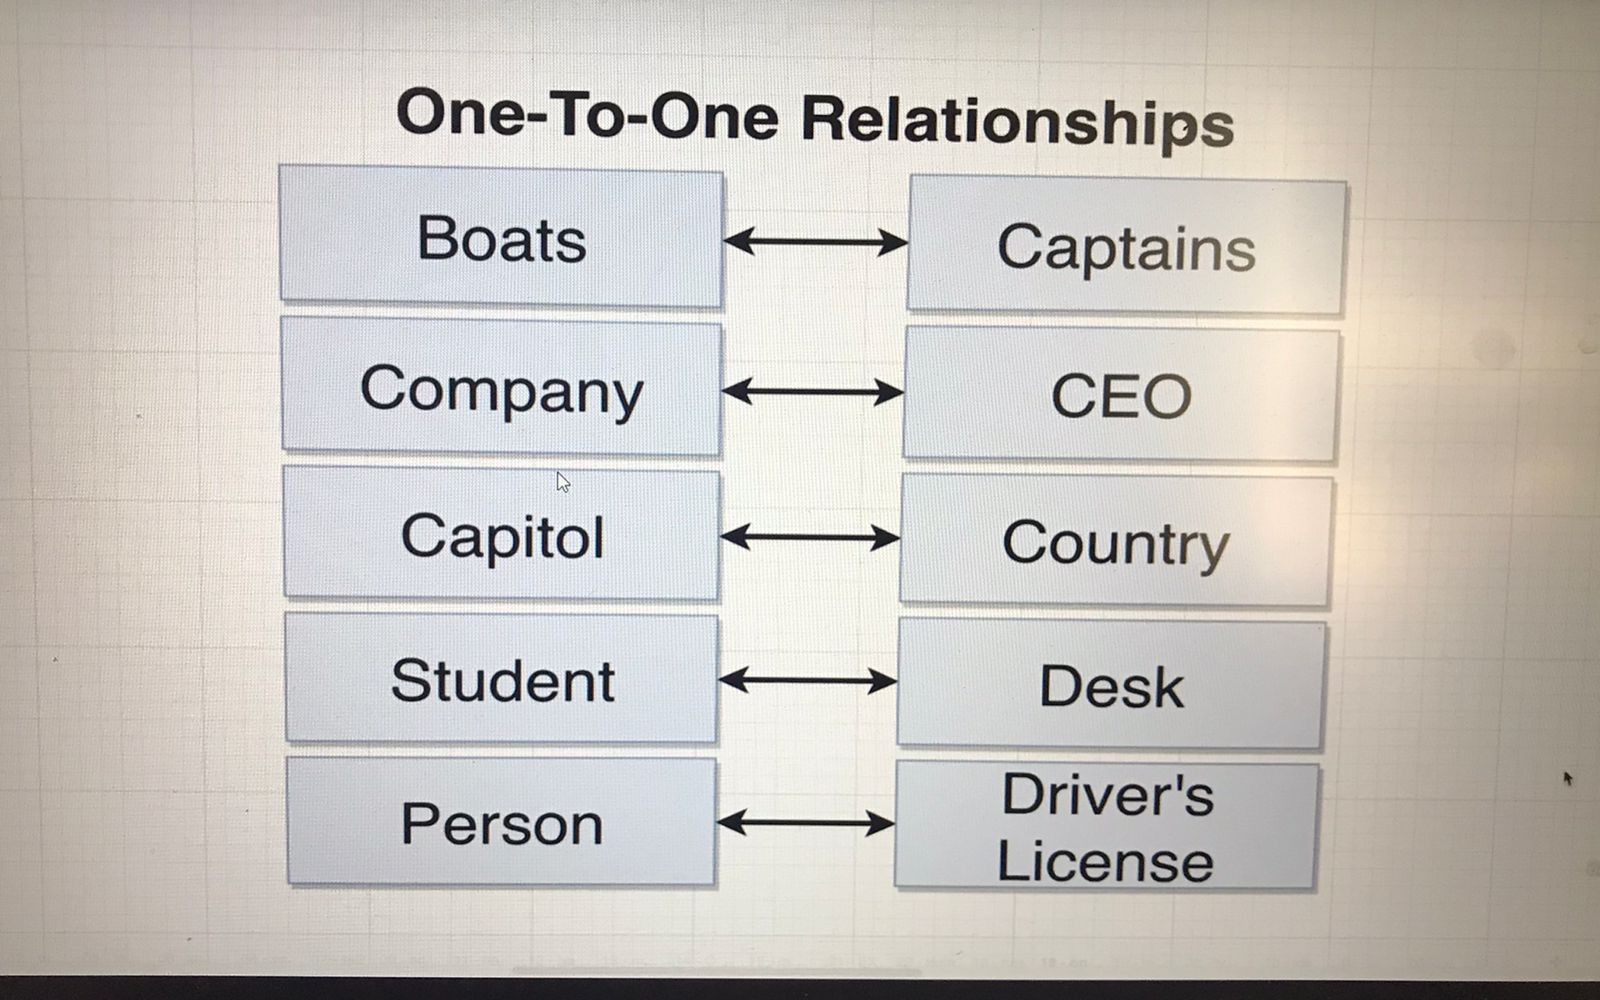 One-To-One Relationships
Boats
Captains
Company
CEO
Capitol
Country
Student
Desk
Person
Driver's
License